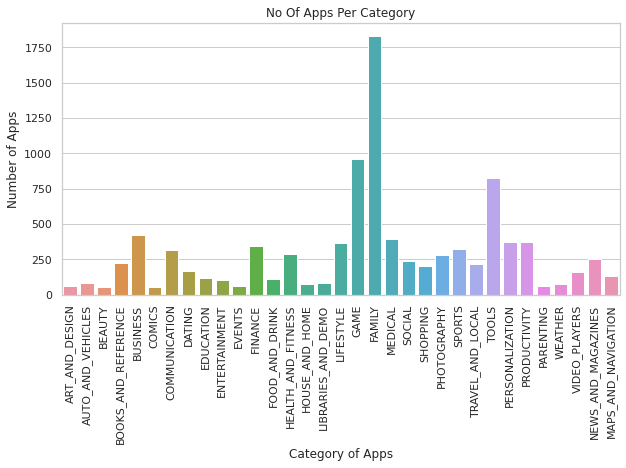 No Of Apps Per Category
Number of Apps
1750
1500
1250
1000
750
500
250
0
ART_AND_DESIGN
AUTO_AND_VEHICLES
BEAUTY
BOOKS_AND_REFERENCE
BUSINESS
COMICS
COMMUNICATION
DATING
EDUCATION
ENTERTAINMENT
EVENTS
FINANCE
FOOD_AND_DRINK
HEALTH_AND_FITNESS
HOUSE_AND_HOME
LIBRARIES_AND_DEMO
LIFESTYLE
GAME
FAMILY
MEDICAL
SOCIAL
SHOPPING
PHOTOGRAPHY
SPORTS
TRAVEL_AND_LOCAL
TOOLS
PERSONALIZATION
PRODUCTIVITY
PARENTING
WEATHER
VIDEO_PLAYERS
NEWS_AND_MAGAZINES
MAPS_AND_NAVIGATION
Category of Apps